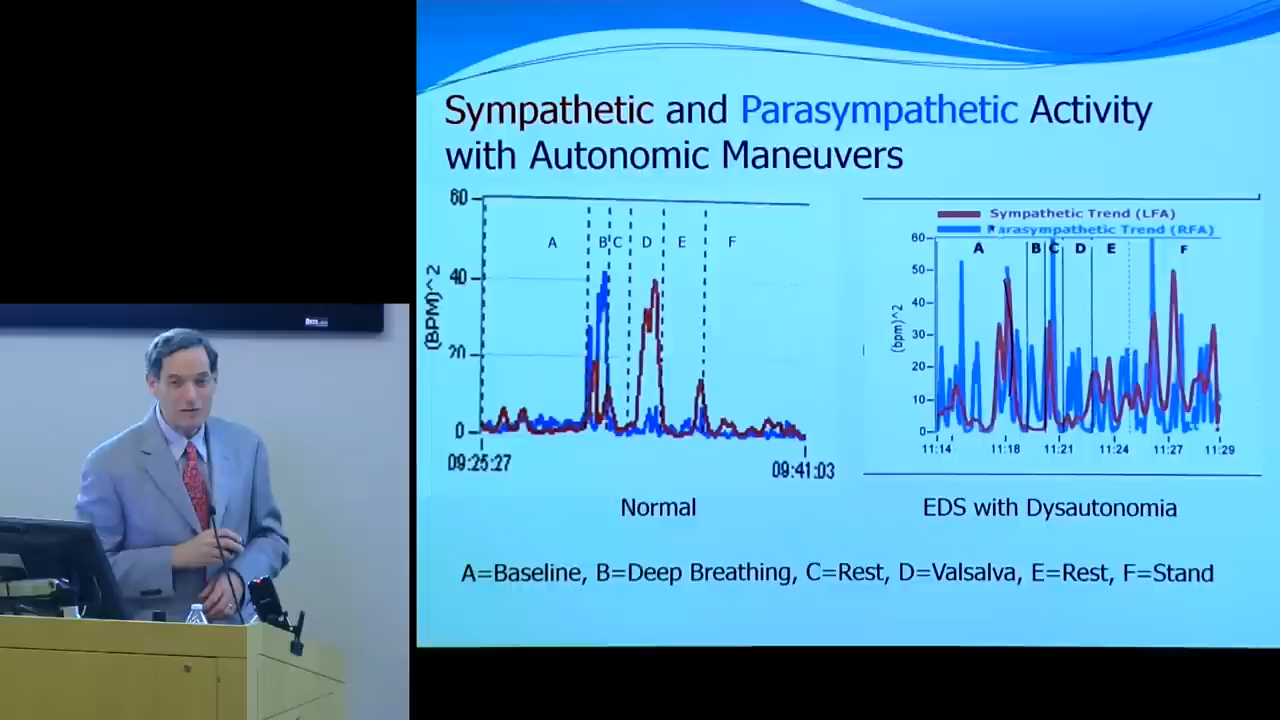 Sympathetic and Parasympathetic Activity
with Autonomic Maneuvers
60
40
20
0
(BPM)^2
A B C D E F
09:25:27 09:41:03
Normal
Sympathetic Trend (LFA)
Parasympathetic Trend (RFA)
60
50
40
30
20
10
0
(bpm)^2
A B C D E F
11:14 11:18 11:21 11:24 11:27 11:29
EDS with Dysautonomia
A=Baseline, B=Deep Breathing, C=Rest, D=Valsalva, E=Rest, F=Stand